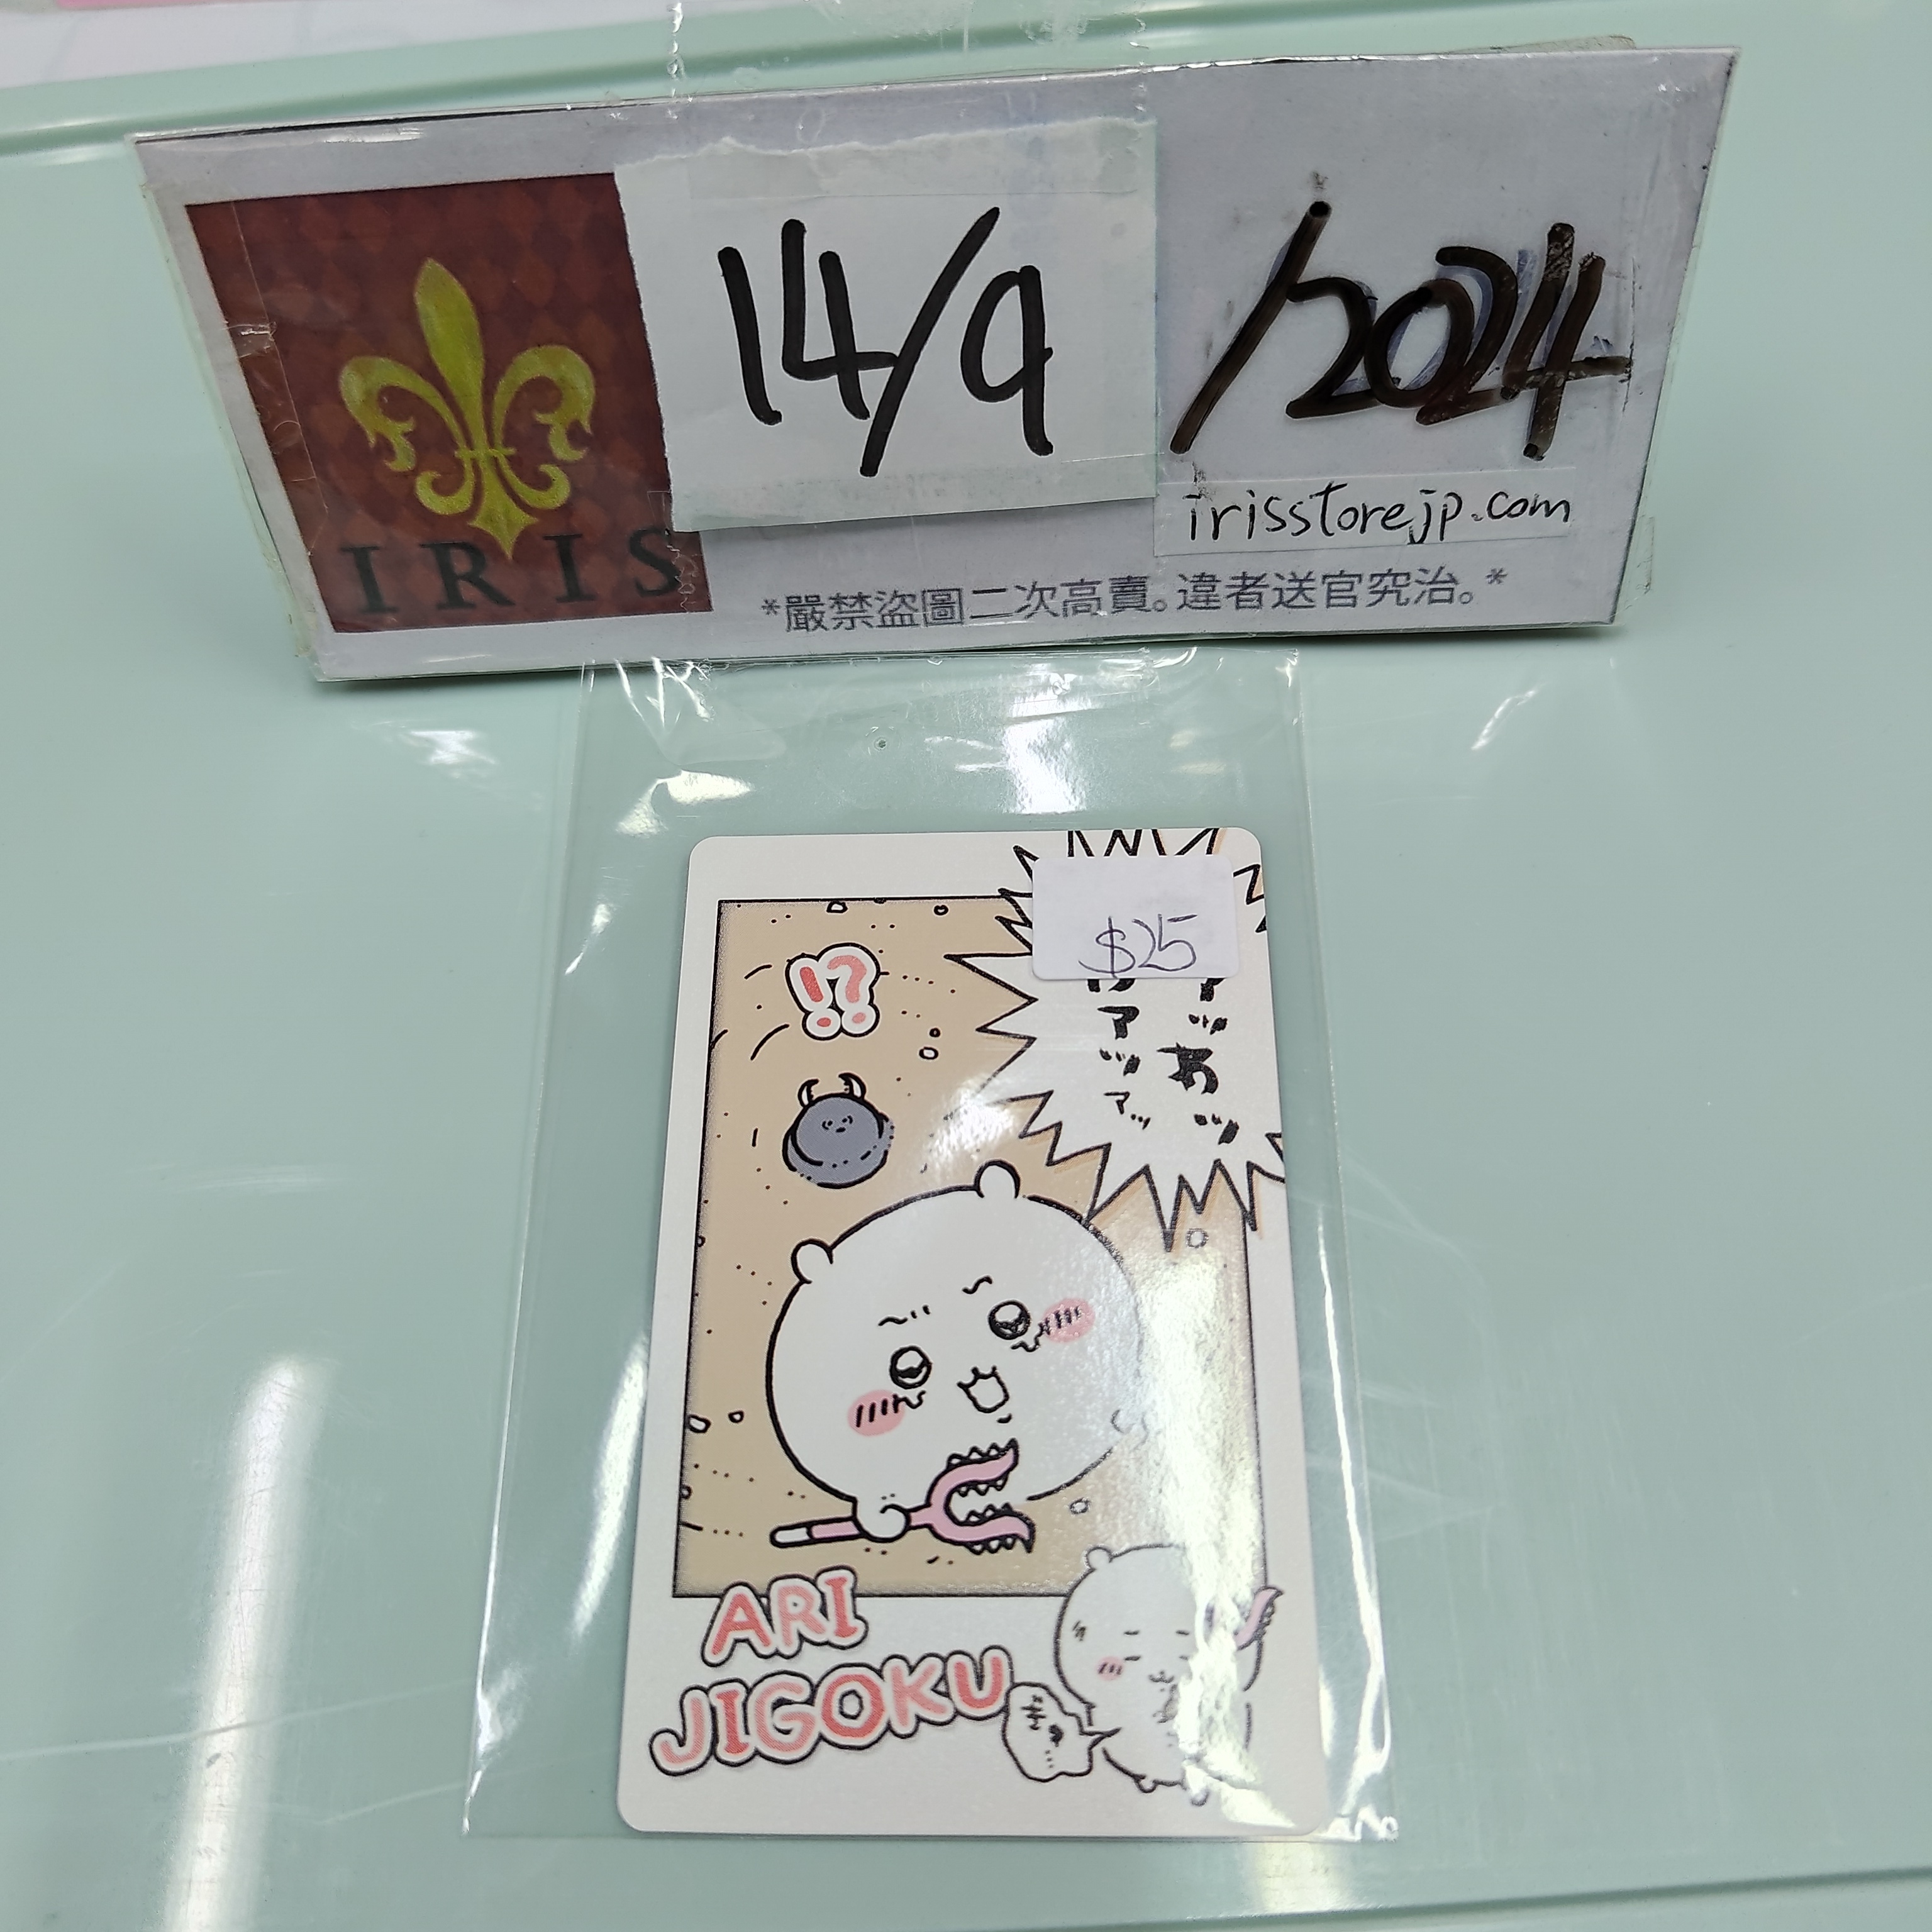 14/9/2024
IRIS
irisstorejp.com
*嚴禁盜圖二次高賣。違者送官究治。*
$25
!?
ARI
JIGOKU